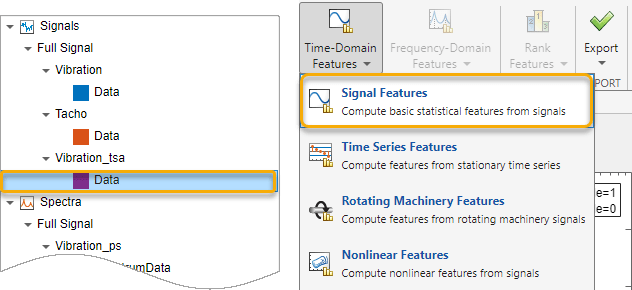 Signals
Full Signal
Vibration
Data
Tacho
Data
Vibration_tsa
Data
Spectra
Full Signal
Vibration_ps
rumData
Time-Domain
Features
Frequency-Domain
Features
Rank
Features
Export
PORT
Signal Features
Compute basic statistical features from signals
Time Series Features
Compute features from stationary time series
Rotating Machinery Features
Compute features from rotating machinery signals
Nonlinear Features
Compute nonlinear features from signals
e=1
e=0